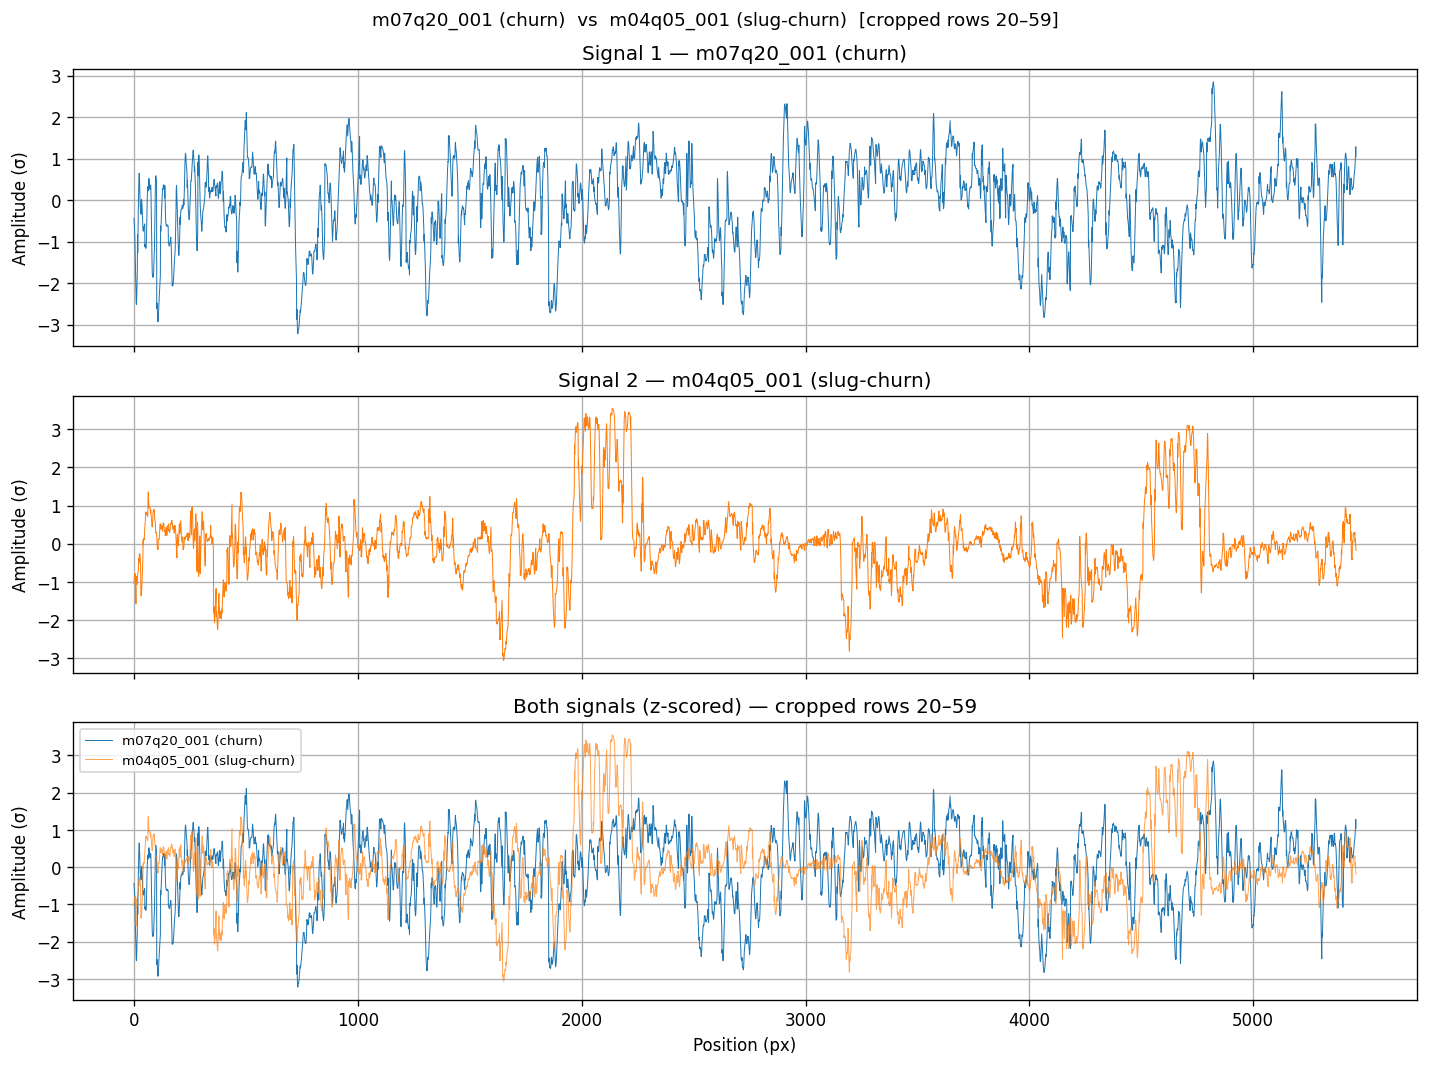 m07q20_001 (churn)  vs  m04q05_001 (slug-churn)  [cropped rows 20–59]
Signal 1 — m07q20_001 (churn)
Amplitude (σ)
3
2
1
0
−1
−2
−3
Signal 2 — m04q05_001 (slug-churn)
Amplitude (σ)
3
2
1
0
−1
−2
−3
Both signals (z-scored) — cropped rows 20–59
m07q20_001 (churn)
m04q05_001 (slug-churn)
Amplitude (σ)
3
2
1
0
−1
−2
−3
0 1000 2000 3000 4000 5000
Position (px)